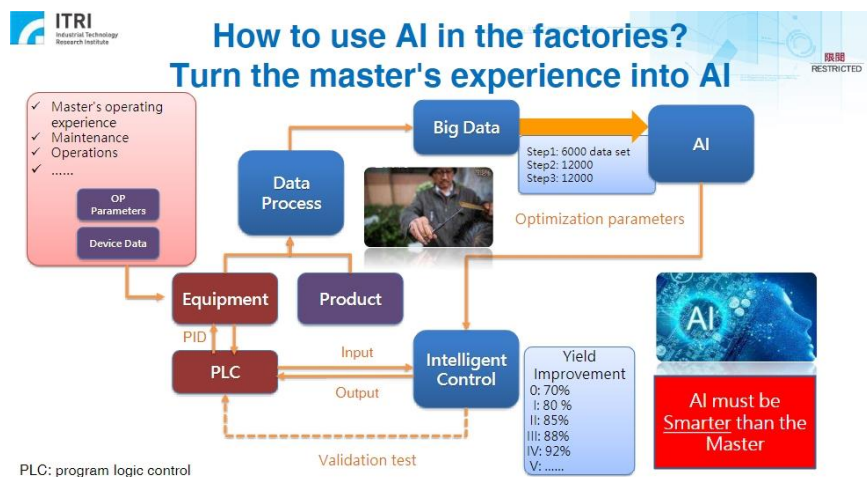 ITRI
Industrial Technology
Research Institute
How to use AI in the factories?
Turn the master's experience into AI
限閱
RESTRICTED
✓ Master's operating
experience
✓ Maintenance
✓ Operations
✓ ......
OP
Parameters
Device Data
Data
Process
Big Data
Step1: 6000 data set
Step2: 12000
Step3: 12000
AI
Optimization parameters
Equipment
Product
PID
PLC
Input
Output
Intelligent
Control
Validation test
Yield
Improvement
0: 70%
I: 80 %
II: 85%
III: 88%
IV: 92%
V: ......
AI
AI must be
Smarter than the
Master
PLC: program logic control